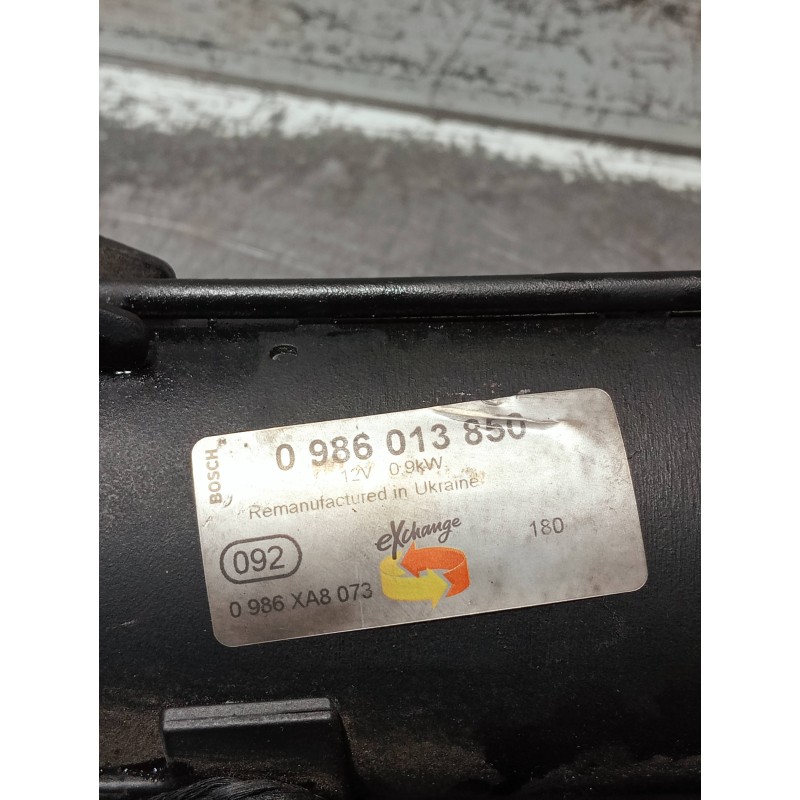 BOSCH
0 986 013 850
12V 0.9kW
Remanufactured in Ukraine
eXchange
180
092
0 986 XA8 073